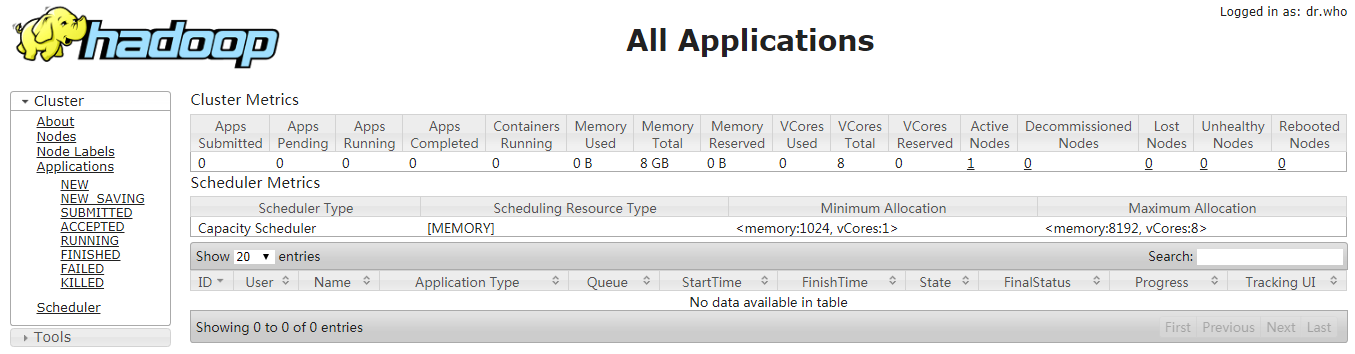 Logged in as: dr.who
hadoop
All Applications
Cluster
About
Nodes
Node Labels
Applications
NEW
NEW_SAVING
SUBMITTED
ACCEPTED
RUNNING
FINISHED
FAILED
KILLED
Scheduler
Tools
Cluster Metrics
Apps Submitted Apps Pending Apps Running Apps Completed Containers Running Memory Used Memory Total Memory Reserved VCores Used VCores Total VCores Reserved Active Nodes Decommissioned Nodes Lost Nodes Unhealthy Nodes Rebooted Nodes
0 0 0 0 0 0 B 8 GB 0 B 0 8 0 1 0 0 0 0
Scheduler Metrics
Scheduler Type Scheduling Resource Type Minimum Allocation Maximum Allocation
Capacity Scheduler [MEMORY] <memory:1024, vCores:1> <memory:8192, vCores:8>
Show 20 entries Search:
ID User Name Application Type Queue StartTime FinishTime State FinalStatus Progress Tracking UI
No data available in table
Showing 0 to 0 of 0 entries First Previous Next Last